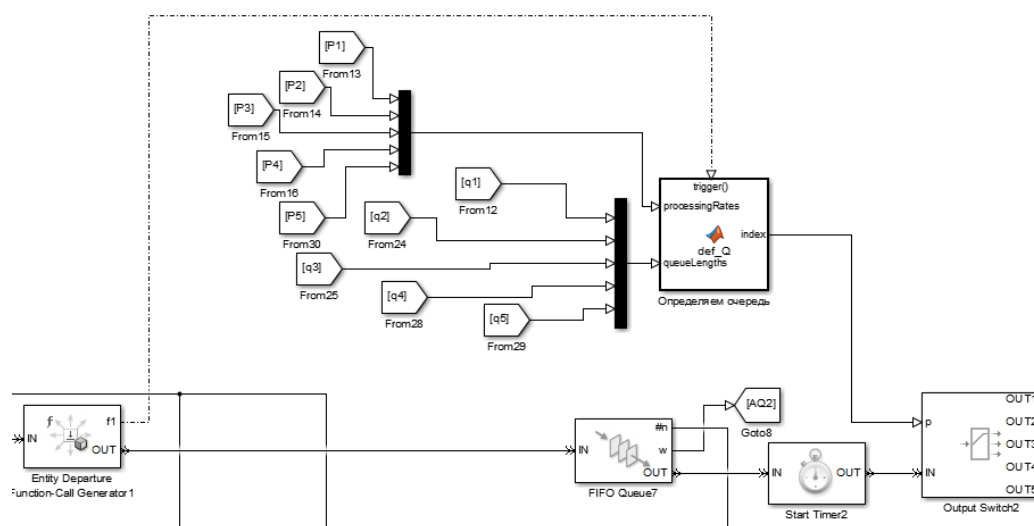 [P1]
From13
[P2]
From14
[P3]
From15
[P4]
From16
[P5]
From30
[q1]
From12
[q2]
From24
[q3]
From25
[q4]
From28
[q5]
From29
trigger()
processingRates
index
def_Q
queueLengths
Определяем очередь
f1
IN
OUT
Entity Departure
Function-Call Generator1
[AQ2]
Goto8
#n
IN
w
OUT
FIFO Queue7
IN
OUT
Start Timer2
OUT1
p
OUT2
OUT3
OUT4
IN
OUT5
Output Switch2